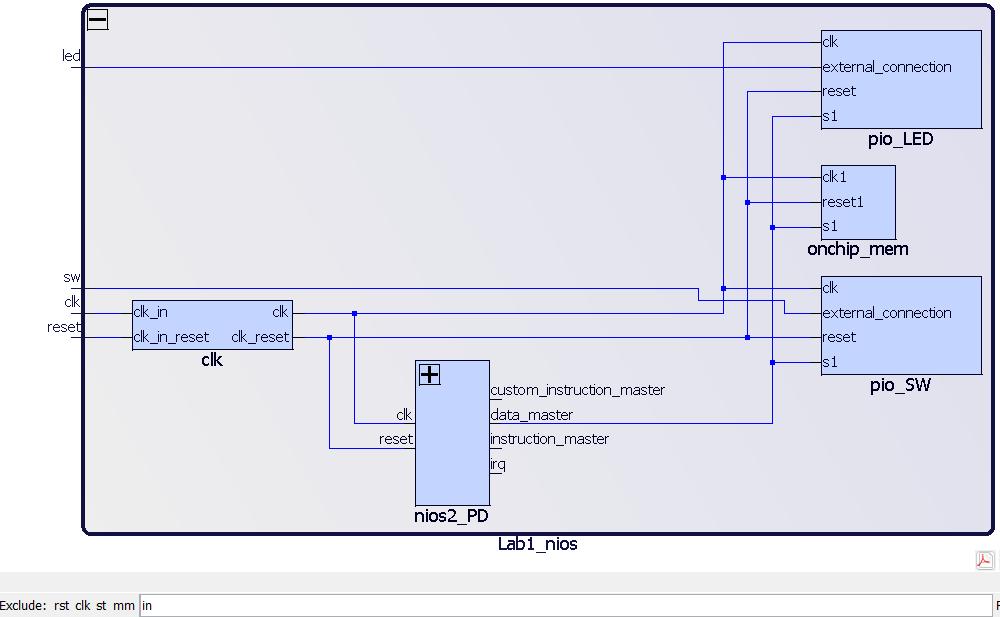 led
clk
external_connection
reset
s1
pio_LED
clk1
reset1
s1
onchip_mem
sw
clk
reset
clk_in
clk
clk_in_reset
clk_reset
clk
clk
external_connection
reset
s1
pio_SW
custom_instruction_master
clk
data_master
reset
instruction_master
irq
nios2_PD
Lab1_nios
Exclude: rst clk st mm in